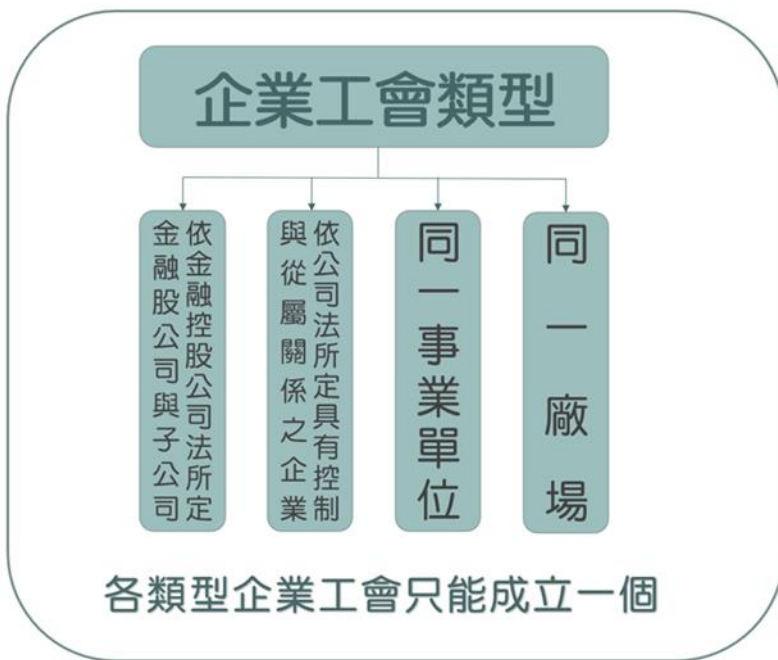 企業工會類型
同一廠場
同一事業單位
依公司法所定具有控制
與從屬關係之企業
依金融控股公司法所定
金融股公司與子公司
各類型企業工會只能成立一個